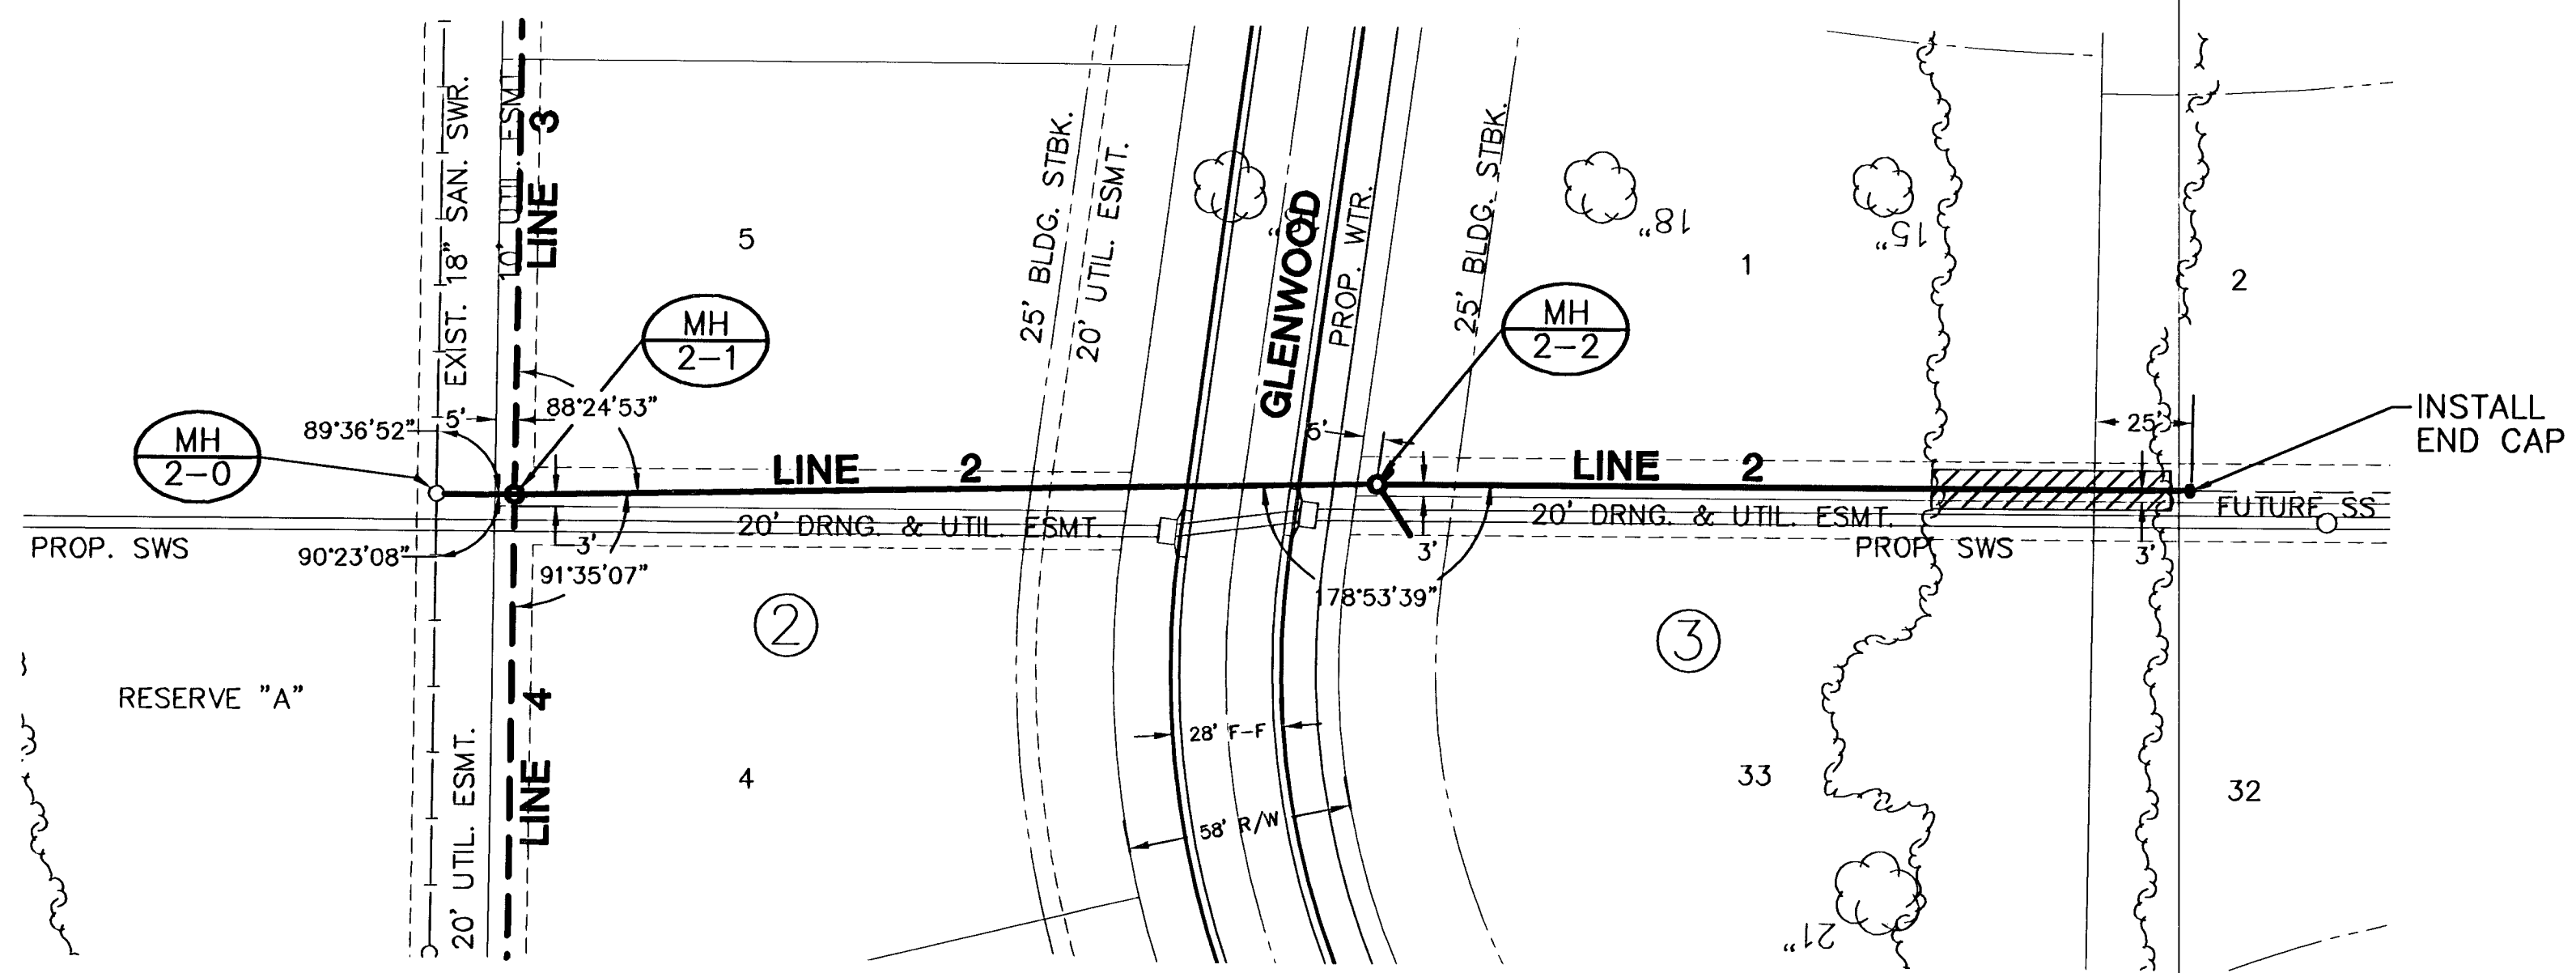 EXIST. 18" SAN. SWR.
10' UTIL. ESMT.
LINE 3
5
25' BLDG. STBK.
20' UTIL. ESMT.
GLENWOOD
PROP. WTR.
25' BLDG. STBK.
18"
15"
1
2
MH
2-0
MH
2-1
MH
2-2
89°36'52"
5'
88°24'53"
5'
25'
INSTALL
END CAP
LINE 2
LINE 2
PROP. SWS
90°23'08"
3'
91°35'07"
20' DRNG. & UTIL. ESMT.
3'
178°53'39"
20' DRNG. & UTIL. ESMT.
PROP. SWS
3'
FUTURE SS
RESERVE "A"
20' UTIL. ESMT.
LINE 4
2
4
28' F-F
58' R/W
3
33
32
21"